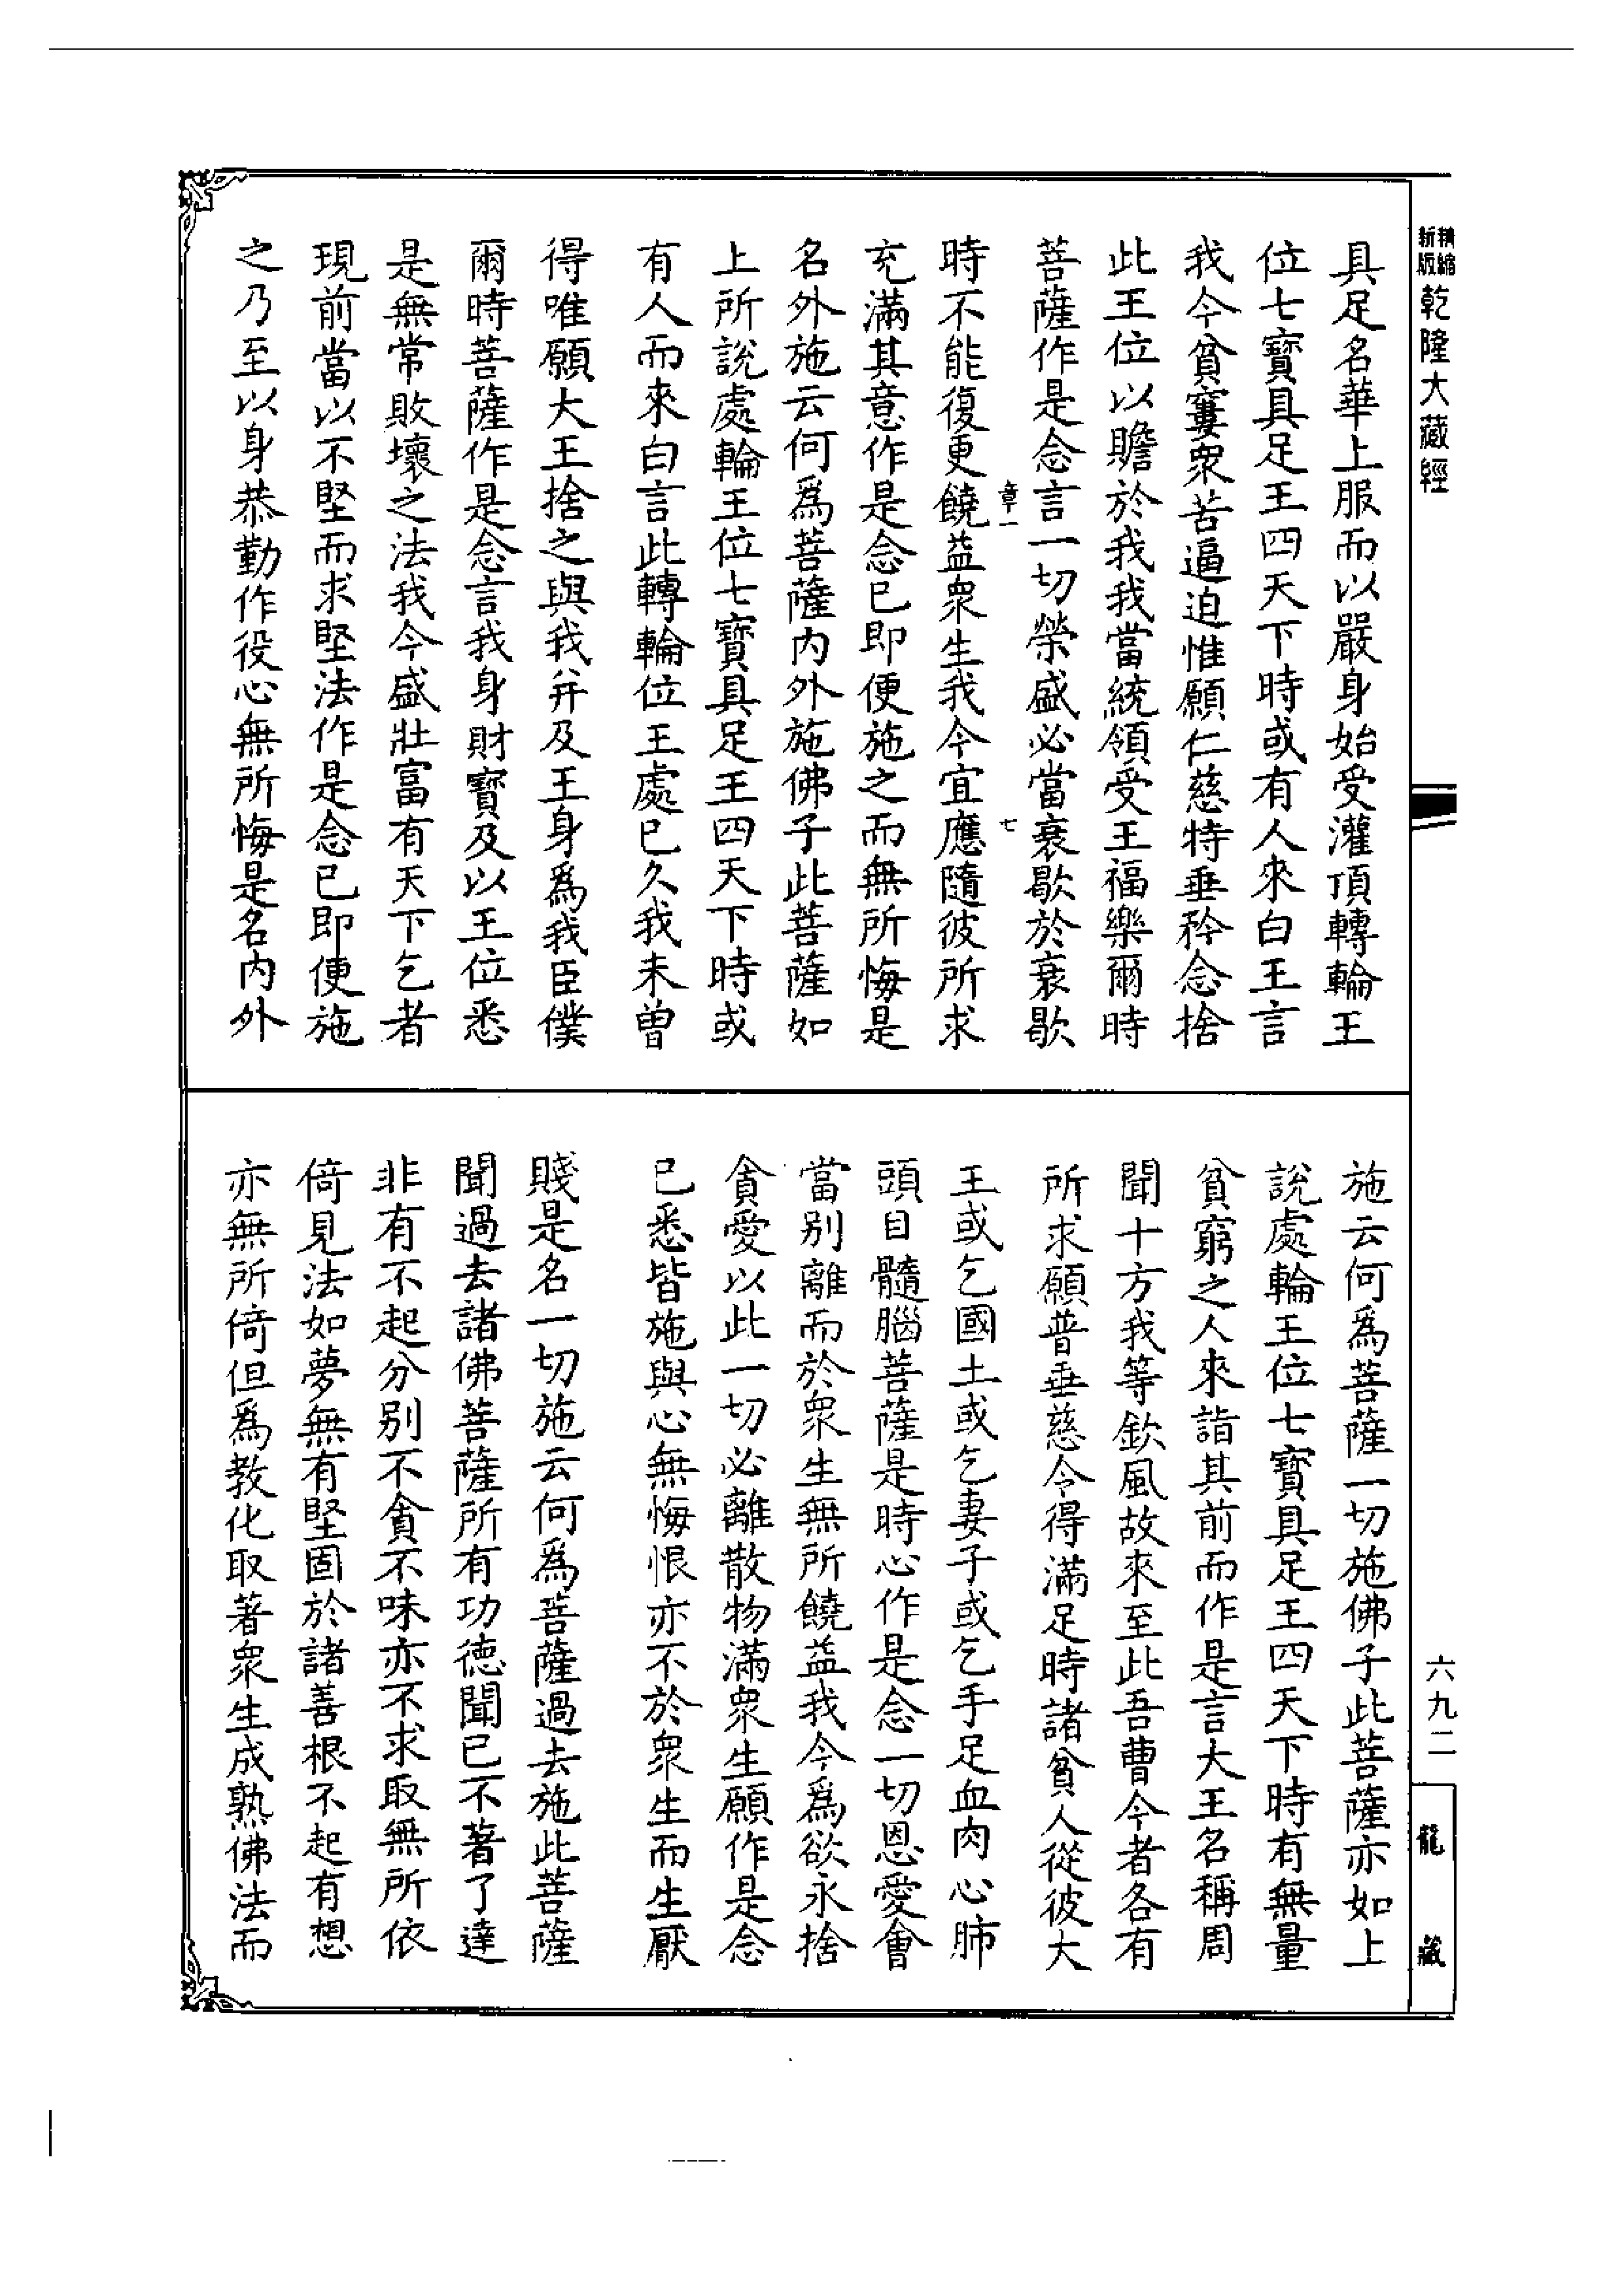 精縮新版乾隆大藏經
具足名華上服而以嚴身始受灌頂轉輪王
位七寶具足王四天下時或有人來白王言
我今貧窶衆苦逼迫惟願仁慈特垂矜念捨
此王位以贍於我我當統領受王福樂爾時
菩薩作是念言一切榮盛必當衰歇於衰歇
章一 七
時不能復更饒益衆生我今宜應隨彼所求
充滿其意作是念已即便施之而無所悔是
名外施云何爲菩薩内外施佛子此菩薩如
上所說處輪王位七寶具足王四天下時或
有人而來白言此轉輪位王處已久我未曾
得唯願大王捨之與我并及王身爲我臣僕
爾時菩薩作是念言我身財寶及以王位悉
是無常敗壞之法我今盛壯富有天下乞者
現前當以不堅而求堅法作是念已即便施
之乃至以身恭勤作役心無所悔是名内外
施云何爲菩薩一切施佛子此菩薩亦如上
說處輪王位七寶具足王四天下時有無量
貧窮之人來詣其前而作是言大王名稱周
聞十方我等欽風故來至此吾曹今者各有
所求願普垂慈令得滿足時諸貧人從彼大
王或乞國土或乞妻子或乞手足血肉心肺
頭目髓腦菩薩是時心作是念一切恩愛會
當别離而於衆生無所饒益我今爲欲永捨
貪愛以此一切必離散物滿衆生願作是念
已悉皆施與心無悔恨亦不於衆生而生厭
賤是名一切施云何爲菩薩過去施此菩薩
聞過去諸佛菩薩所有功德聞已不著了達
非有不起分别不貪不味亦不求取無所依
倚見法如夢無有堅固於諸善根不起有想
亦無所倚但爲教化取著衆生成熟佛法而
六九二
龍藏